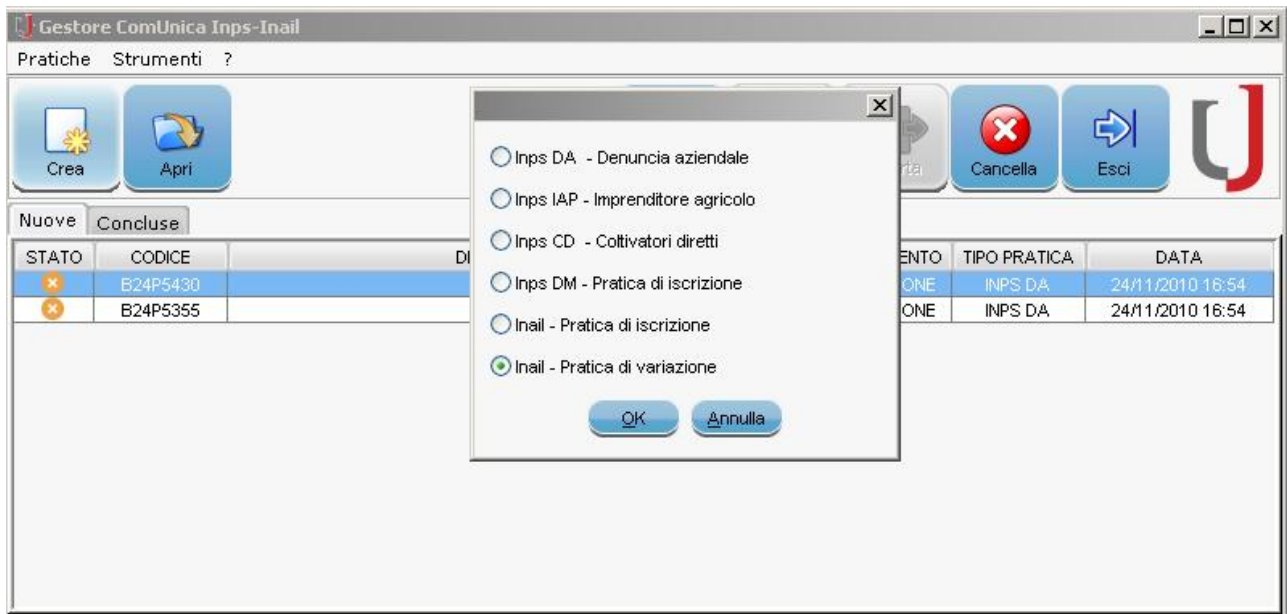 Gestore ComUnica Inps-Inail
Pratiche Strumenti ?
Crea Apri Cancella Esci
Inps DA - Denuncia aziendale
Inps IAP - Imprenditore agricolo
Inps CD - Coltivatori diretti
Inps DM - Pratica di iscrizione
Inail - Pratica di iscrizione
Inail - Pratica di variazione
OK Annulla
Nuove Concluse
STATO CODICE TIPO PRATICA DATA
B24P5430 INPS DA 24/11/2010 16:54
B24P5355 INPS DA 24/11/2010 16:54